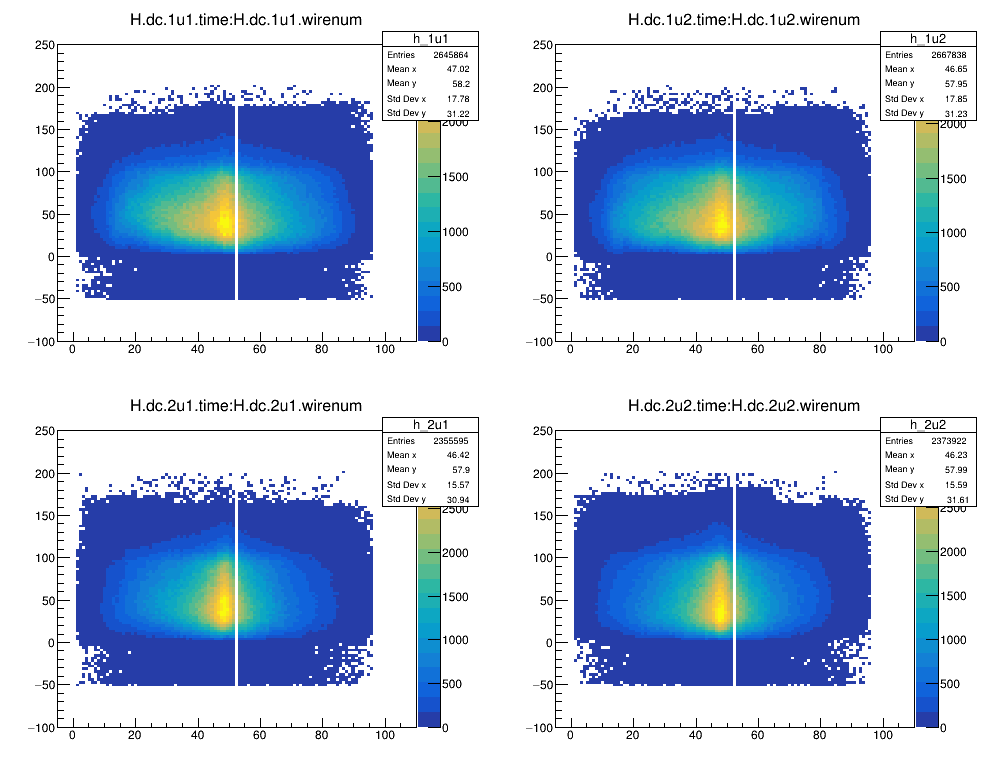 H.dc.1u1.time:H.dc.1u1.wirenum
h_1u1
Entries 2645864
Mean x 47.02
Mean y 58.2
Std Dev x 17.78
Std Dev y 31.22
250
200
150
100
50
0
−50
−100
0 20 40 60 80 100
2000
1500
1000
500
0
H.dc.1u2.time:H.dc.1u2.wirenum
h_1u2
Entries 2667838
Mean x 46.65
Mean y 57.95
Std Dev x 17.85
Std Dev y 31.23
250
200
150
100
50
0
−50
−100
0 20 40 60 80 100
2000
1500
1000
500
0
H.dc.2u1.time:H.dc.2u1.wirenum
h_2u1
Entries 2355595
Mean x 46.42
Mean y 57.9
Std Dev x 15.57
Std Dev y 30.94
250
200
150
100
50
0
−50
−100
0 20 40 60 80 100
2500
2000
1500
1000
500
0
H.dc.2u2.time:H.dc.2u2.wirenum
h_2u2
Entries 2373922
Mean x 46.23
Mean y 57.99
Std Dev x 15.59
Std Dev y 31.61
250
200
150
100
50
0
−50
−100
0 20 40 60 80 100
2500
2000
1500
1000
500
0